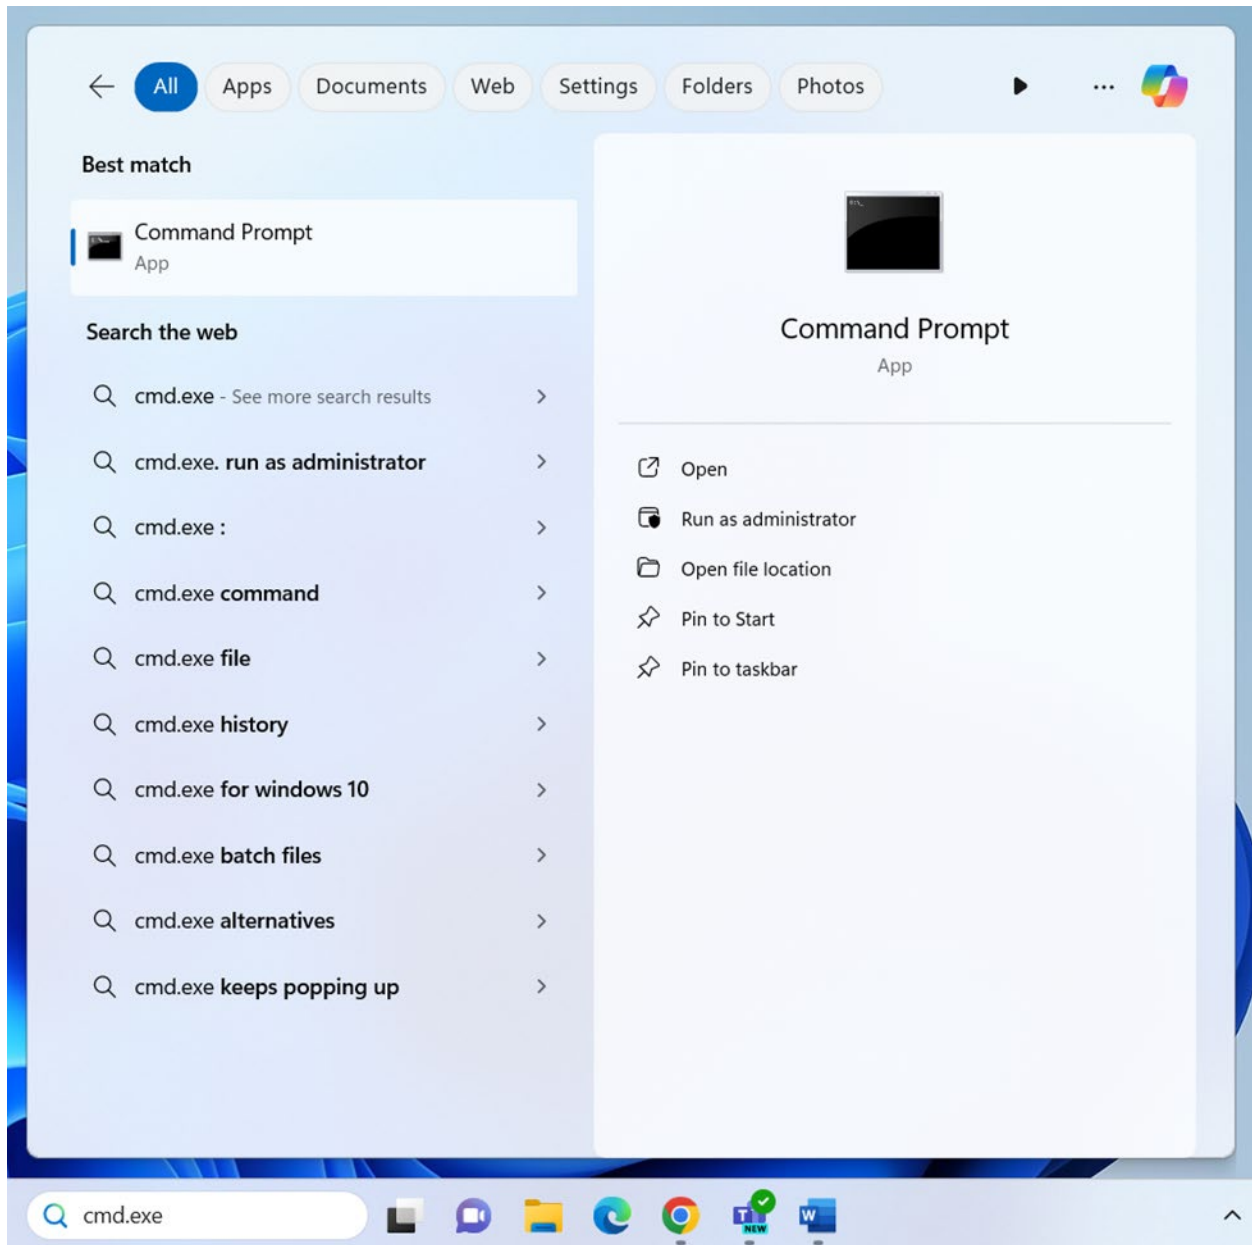 All
Apps
Documents
Web
Settings
Folders
Photos
Best match
Command Prompt
App
Search the web
cmd.exe - See more search results
cmd.exe. run as administrator
cmd.exe :
cmd.exe command
cmd.exe file
cmd.exe history
cmd.exe for windows 10
cmd.exe batch files
cmd.exe alternatives
cmd.exe keeps popping up
Command Prompt
App
Open
Run as administrator
Open file location
Pin to Start
Pin to taskbar
cmd.exe
T
NEW
W